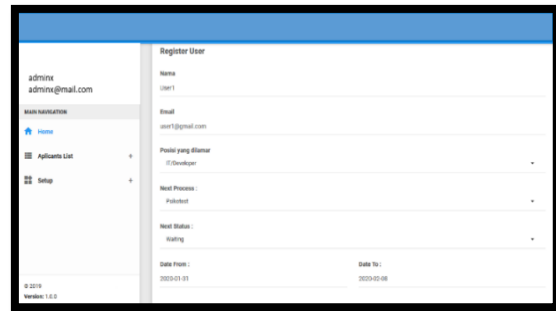 adminx
adminx@mail.com
MAIN NAVIGATION
Home
Aplicants List +
Setup +
© 2019
Version: 1.0.0
Register User
Name
User1
Email
user1@gmail.com
Posisi yang dilamar
IT/Developer
Next Process :
Psikotest
Next Status :
Waiting
Date From : Date To :
2020-01-31 2020-02-08